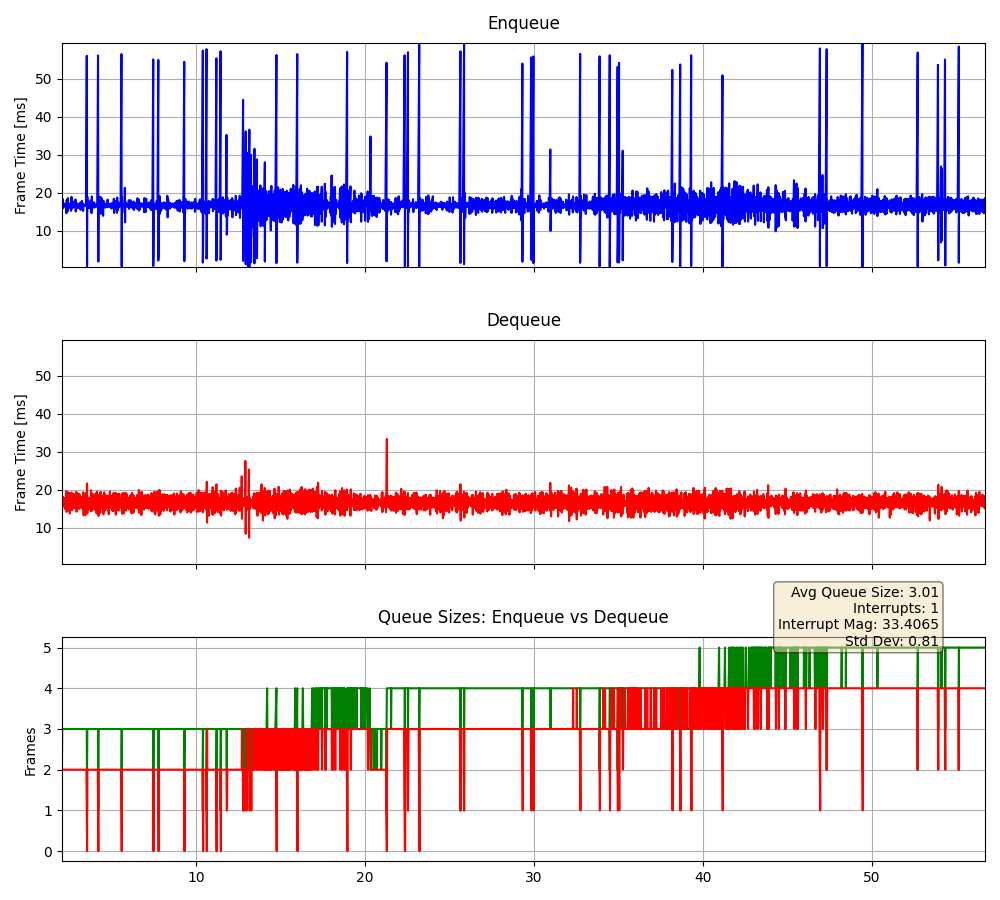 Enqueue
Frame Time [ms]
50
40
30
20
10
Dequeue
Frame Time [ms]
50
40
30
20
10
Avg Queue Size: 3.01
Interrupts: 1
Interrupt Mag: 33.4065
Std Dev: 0.81
Queue Sizes: Enqueue vs Dequeue
Frames
5
4
3
2
1
0
10 20 30 40 50